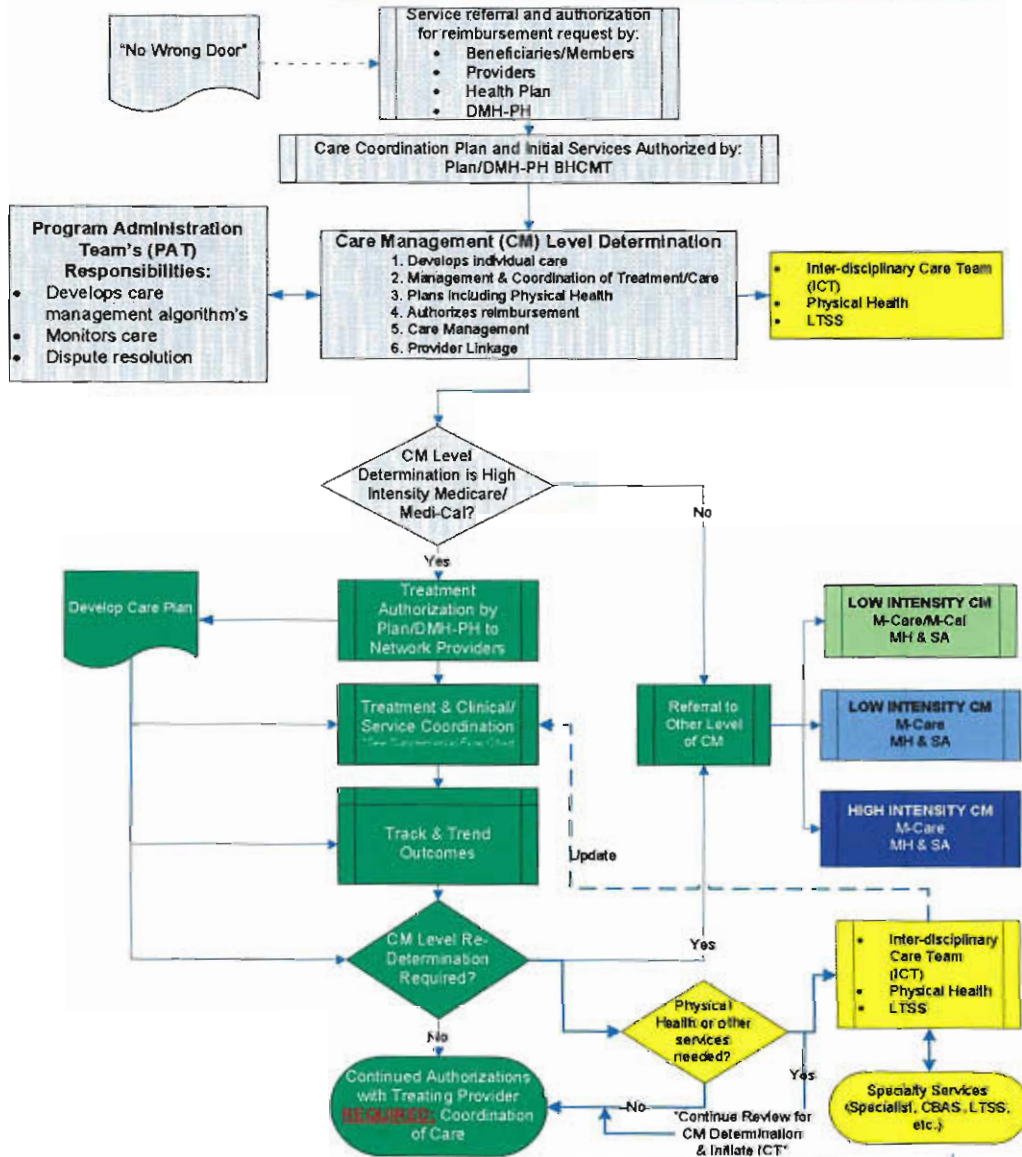 "No Wrong Door"
Service referral and authorization
for reimbursement request by:
• Beneficiaries/Members
• Providers
• Health Plan
• DMH-PH
Care Coordination Plan and Initial Services Authorized by:
Plan/DMH-PH BHCMT
Program Administration
Team's (PAT)
Responsibilities:
• Develops care
management algorithm's
• Monitors care
• Dispute resolution
Care Management (CM) Level Determination
1. Develops individual care
2. Management & Coordination of Treatment/Care
3. Plans including Physical Health
4. Authorizes reimbursement
5. Care Management
6. Provider Linkage
• Inter-disciplinary Care Team
(ICT)
• Physical Health
• LTSS
CM Level
Determination is High
Intensity Medicare/
Medi-Cal?
No
Yes
Develop Care Plan
Treatment
Authorization by
Plan/DMH-PH to
Network Providers
LOW INTENSITY CM
M-Care/M-Cal
MH & SA
Treatment & Clinical/
Service Coordination
Referral to
Other Level
of CM
LOW INTENSITY CM
M-Care
MH & SA
Track & Trend
Outcomes
HIGH INTENSITY CM
M-Care
MH & SA
Update
CM Level Re-
Determination
Required?
Yes
• Inter-disciplinary
Care Team
(ICT)
• Physical Health
• LTSS
Physical
Health or other
services
needed?
No
Yes
Continued Authorizations
with Treating Provider
REQUIRED: Coordination
of Care
No
"Continue Review for
CM Determination
& Initiate ICT"
Specialty Services
(Specialist, CBAS, LTSS,
etc.)